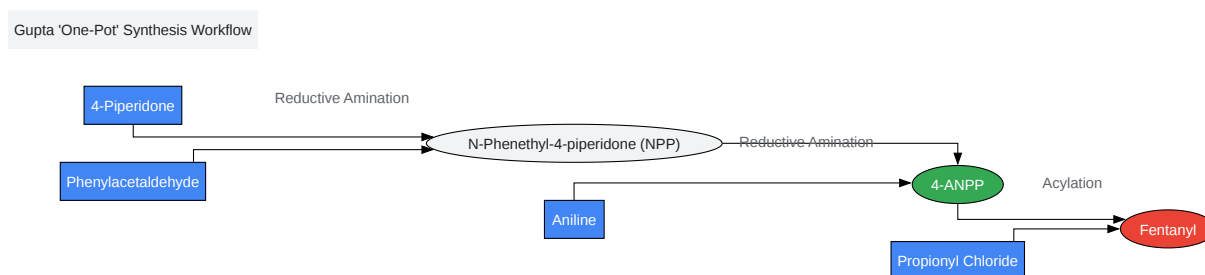 Gupta 'One-Pot' Synthesis Workflow
4-Piperidone
Reductive Amination
N-Phenethyl-4-piperidone (NPP)
Reductive Amination
Phenylacetaldehyde
4-ANPP
Acylation
Aniline
Fentanyl
Propionyl Chloride